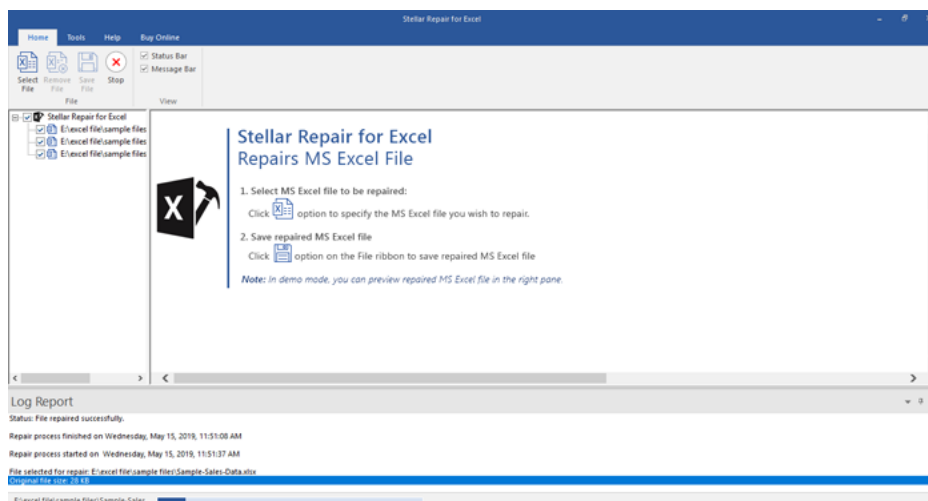 Stellar Repair for Excel
Home Tools Help Buy Online
Select File
Remove File
Save File
Stop
Status Bar
Message Bar
File
View
Stellar Repair for Excel
E:\excel file\sample files
E:\excel file\sample files
E:\excel file\sample files
Stellar Repair for Excel
Repairs MS Excel File
1. Select MS Excel file to be repaired:
Click option to specify the MS Excel file you wish to repair.
2. Save repaired MS Excel file
Click option on the File ribbon to save repaired MS Excel file
Note: In demo mode, you can preview repaired MS Excel file in the right pane.
Log Report
Status: File repaired successfully.
Repair process finished on Wednesday, May 15, 2019, 11:51:08 AM
Repair process started on Wednesday, May 15, 2019, 11:51:37 AM
File selected for repair: E:\excel file\sample files\Sample-Sales-Data.xlsx
Original file size: 28 KB
E:\excel file\sample files\Sample-Sales